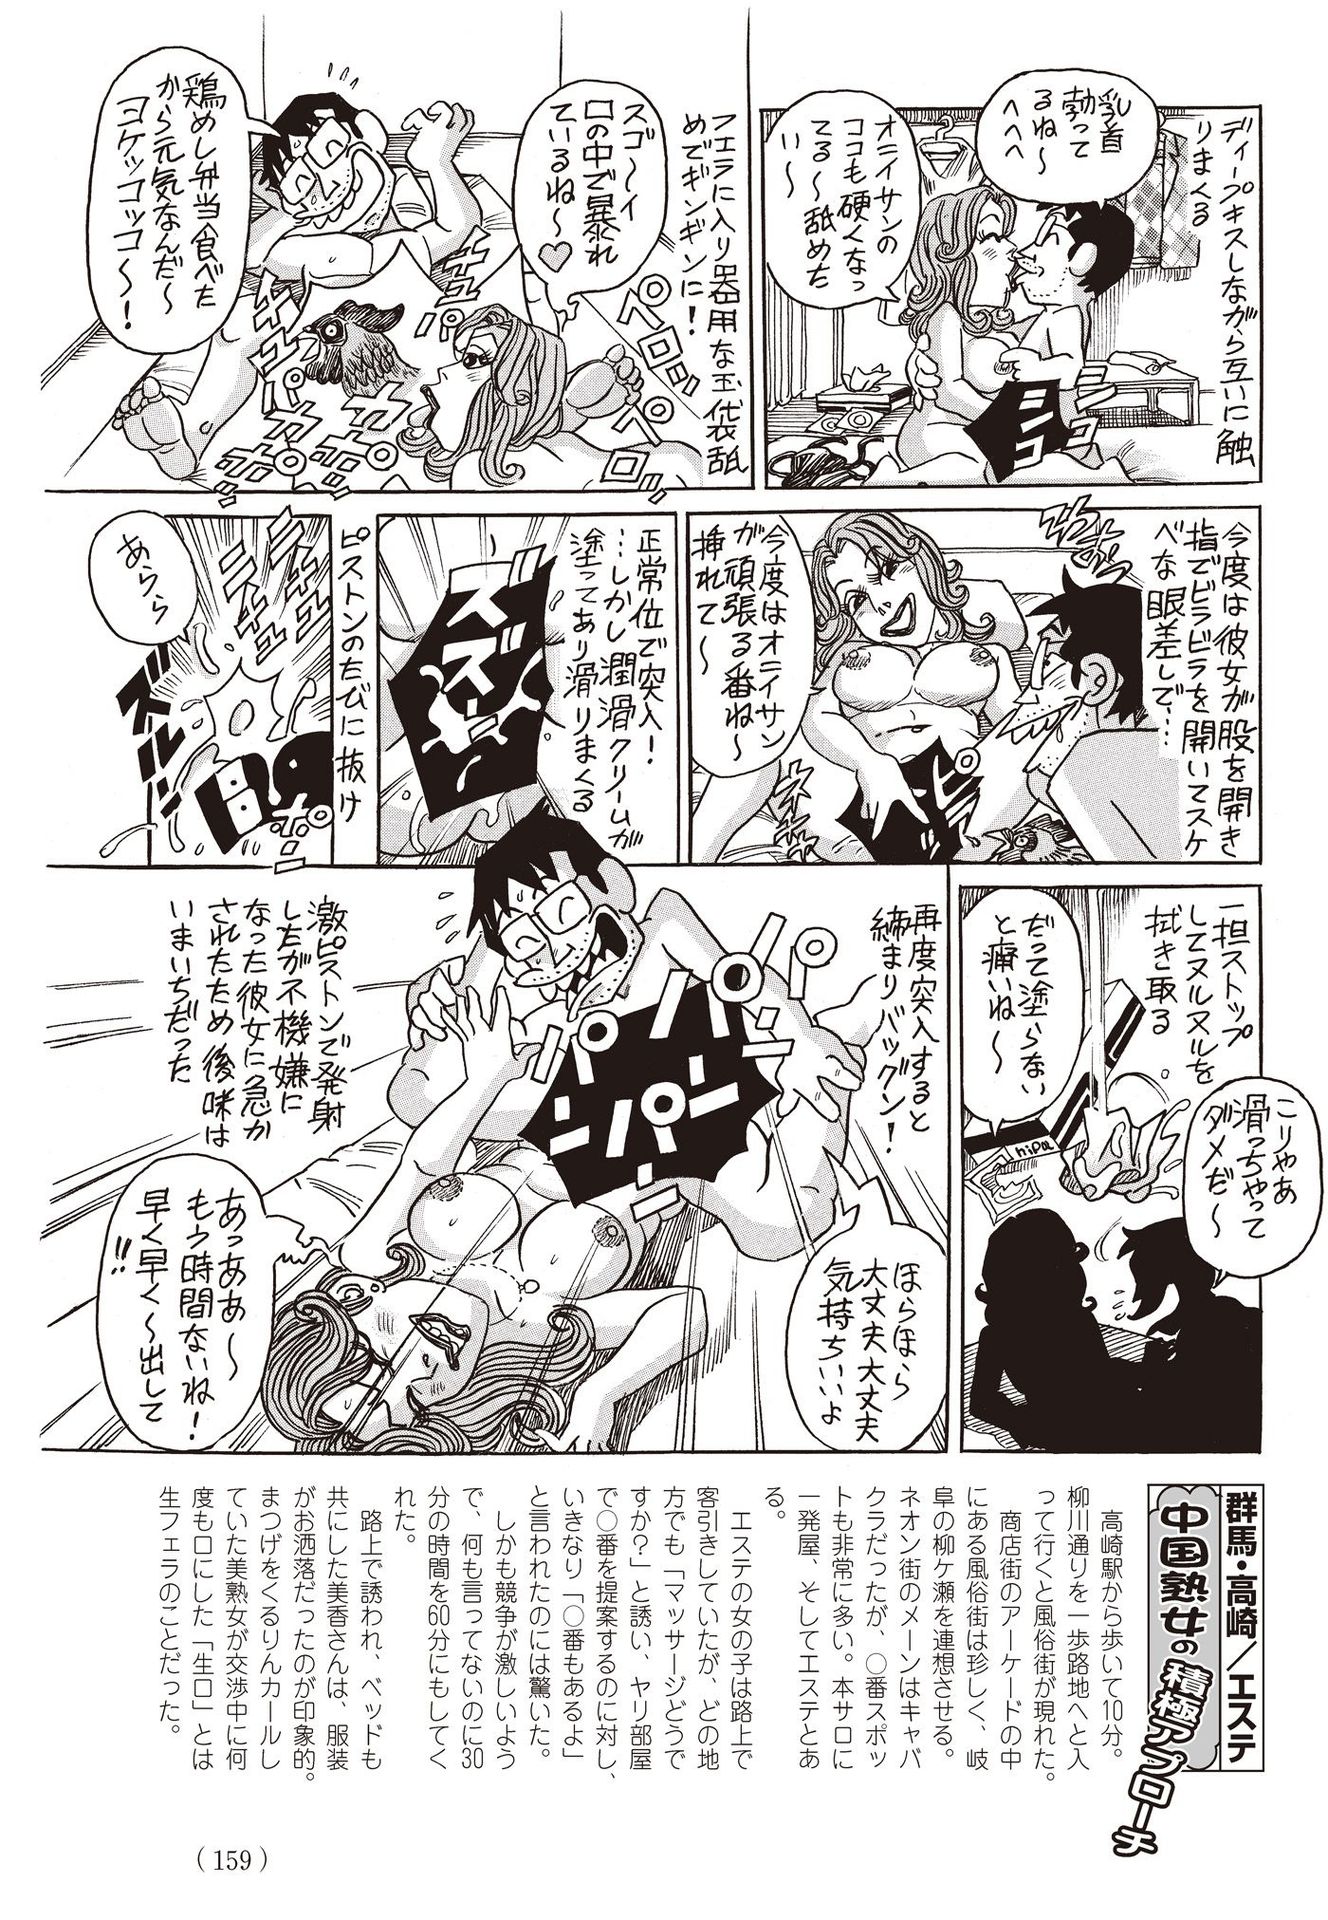 ディープキスしながら互いに触
りまくる
乳首
勃って
るね〜
へへへ
オニイサンの
ココも硬くなっ
てる〜舐めた
い〜
シコ
シコ
フェラに入り器用な玉袋舐
めでギンギンに!
スゴ〜イ
口の中で暴れ
ているね〜♡
鶏めし弁当食べた
から元気なんだ〜
コケッコッコ〜!
ペロン
ペロッ
カポ
カポ
カポ
今度は彼女が股を開き
指でビラビラを開いてスケ
ベな眼差しで…
今度はオニイサン
が頑張る番ね〜
挿れて〜
正常位で突入!
…しかし潤滑クリームが
塗ってあり滑りまくる
ズズ
ピストンのたびに抜け
あらら
ズルン
ポン
一担ストップ
してヌルヌルを
拭き取る
こりゃあ
滑っちゃって
ダメだ〜
だって塗らない
と痛いね〜
nipa
再度突入すると
締まりバツグン!
パン
パン
パン
ほらほら
大丈夫大丈夫
気持ちいいよ
激ピストンで発射
したが不機嫌に
なった彼女に急か
されたため後味は
いまいちだった
あっああ〜
もう時間ないね!
早く早く〜出して
!!
群馬・高崎/エステ
中国熟女の積極アプローチ
高崎駅から歩いて10分。
柳川通りを一歩路地へと入
って行くと風俗街が現れた。
商店街のアーケードの中
にある風俗街は珍しく、岐
阜の柳ケ瀬を連想させる。
ネオン街のメーンはキャバ
クラだったが、〇番スポッ
トも非常に多い。本サロに
一発屋、そしてエステとあ
る。
エステの女の子は路上で
客引きしていたが、どの地
方でも「マッサージどうで
すか?」と誘い、ヤリ部屋
で〇番を提案するのに対し、
いきなり「〇番もあるよ」
と言われたのには驚いた。
しかも競争が激しいよう
で、何も言ってないのに30
分の時間を60分にもしてく
れた。
路上で誘われ、ベッドも
共にした美香さんは、服装
がお洒落だったのが印象的。
まつげをくるりんカールし
ていた美熟女が交渉中に何
度も口にした「生口」とは
生フェラのことだった。
(159)